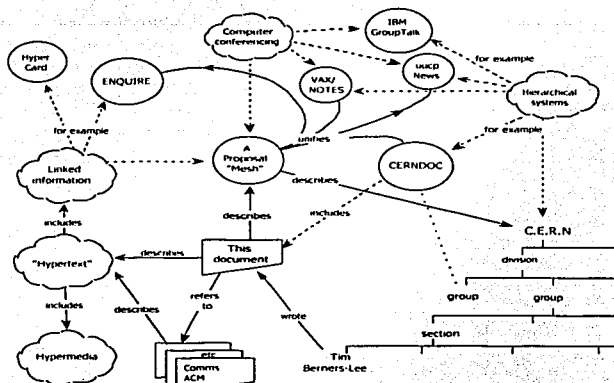 IBM
GroupTalk
Computer
conferencing
Hyper
Card
ENQUIRE
VAX/
NOTES
uucp
News
for example
Hierarchical
systems
for example
unifies
for example
A
Proposal
"Mesh"
CERNDOC
Linked
information
describes
includes
describes
includes
C.E.R.N
This
document
describes
division
"Hypertext"
group
group
includes
describes
refers
to
wrote
section
Hypermedia
etc
Comms
ACM
Tim
Berners-Lee